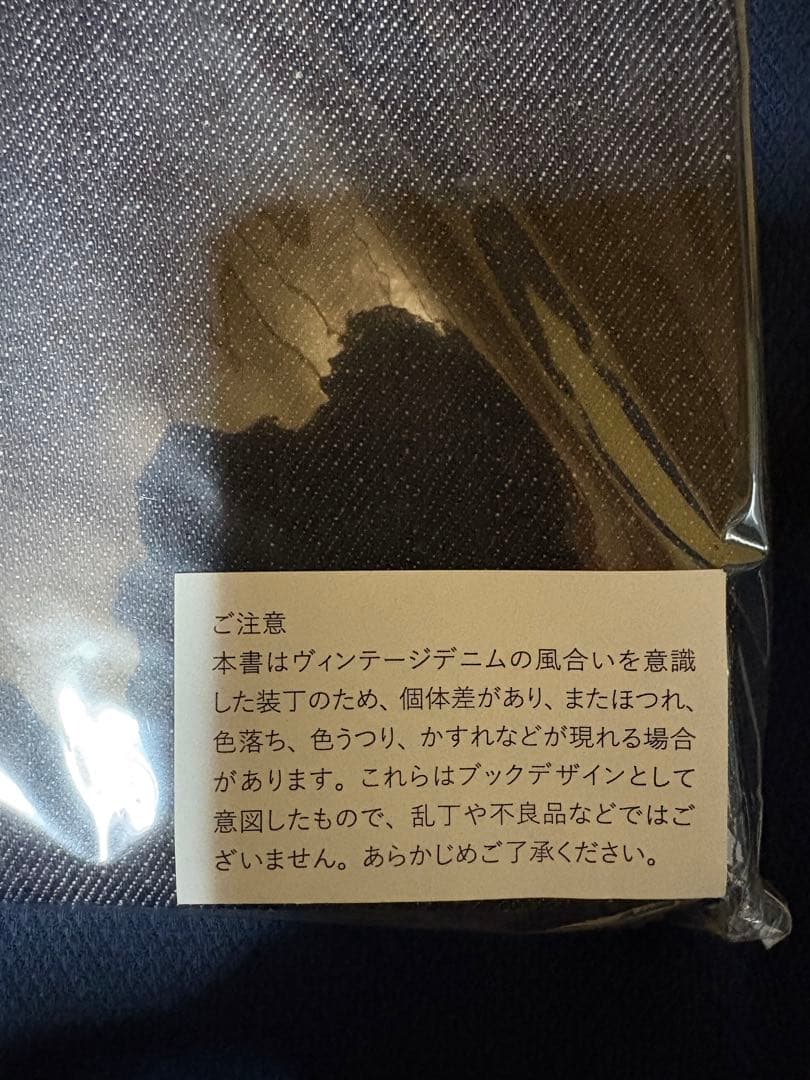 ご注意
本書はヴィンテージデニムの風合いを意識
した装丁のため、個体差があり、またほつれ、
色落ち、色うつり、かすれなどが現れる場合
があります。これらはブックデザインとして
意図したもので、乱丁や不良品などではご
ざいません。あらかじめご了承ください。